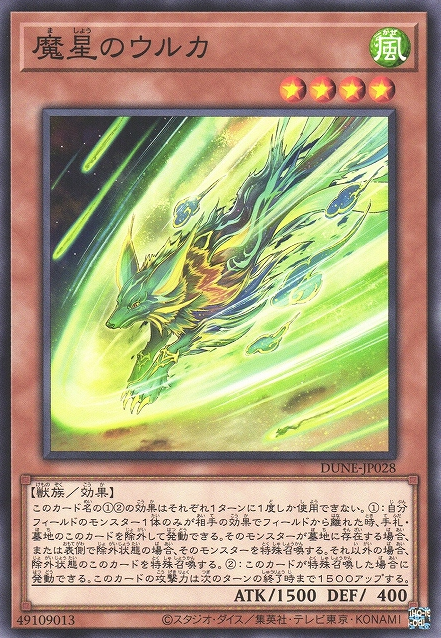 魔星のウルカ
風
DUNE-JP028
【獣族／効果】
このカード名の①②の効果はそれぞれ1ターンに1度しか使用できない。①：自分
フィールドのモンスター1体のみが相手の効果でフィールドから離れた時、手札・
墓地のこのカードを除外して発動できる。そのモンスターが墓地に存在する場合、
または表側で除外状態の場合、そのモンスターを特殊召喚する。それ以外の場合、
除外状態のこのカードを特殊召喚する。②：このカードが特殊召喚した場合に
発動できる。このカードの攻撃力は次のターンの終了時まで1500アップする。
ATK/1500 DEF/ 400
49109013
©スタジオ・ダイス／集英社・テレビ東京・KONAMI